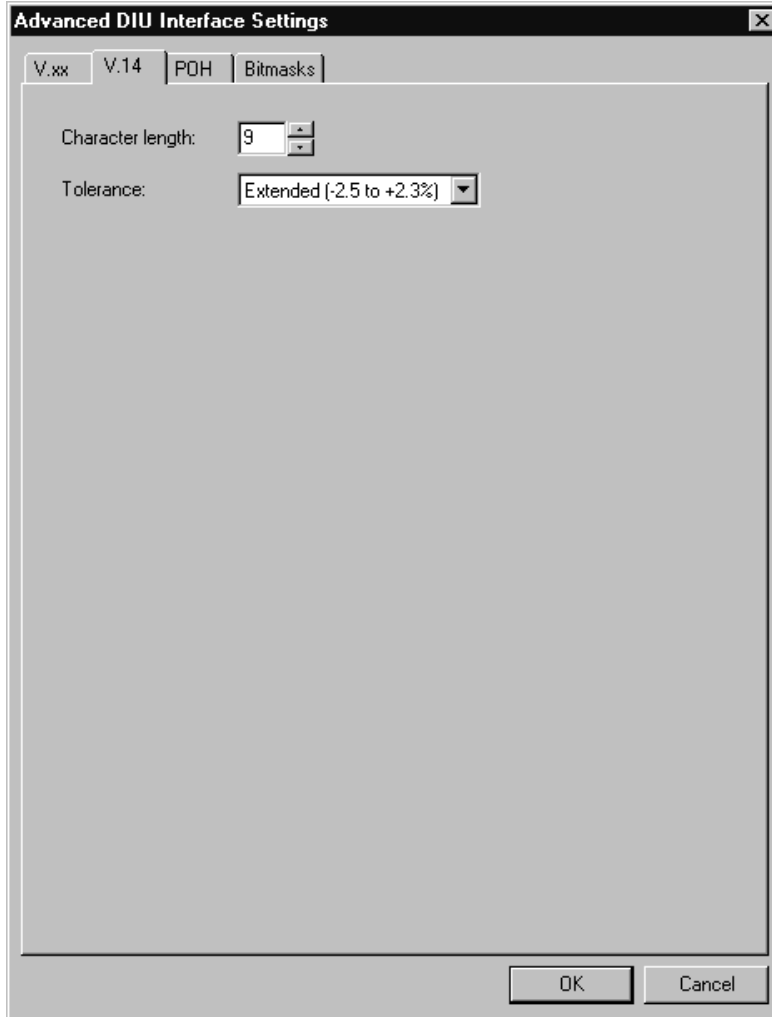 Advanced DIU Interface Settings
V.xx V.14 POH Bitmasks
Character length: 9
Tolerance: Extended (-2.5 to +2.3%)
OK Cancel